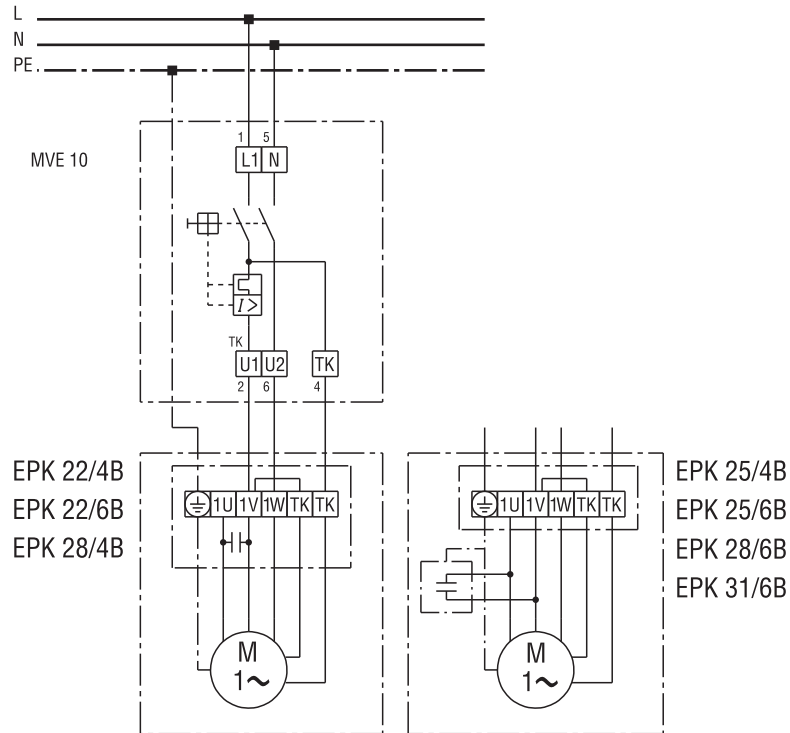 L
N
PE
MVE 10
1 5
L1 N
I >
TK
U1 U2 TK
2 6 4
EPK 22/4B
EPK 22/6B
EPK 28/4B
1U 1V 1W TK TK
M
1~
1U 1V 1W TK TK
M
1~
EPK 25/4B
EPK 25/6B
EPK 28/6B
EPK 31/6B